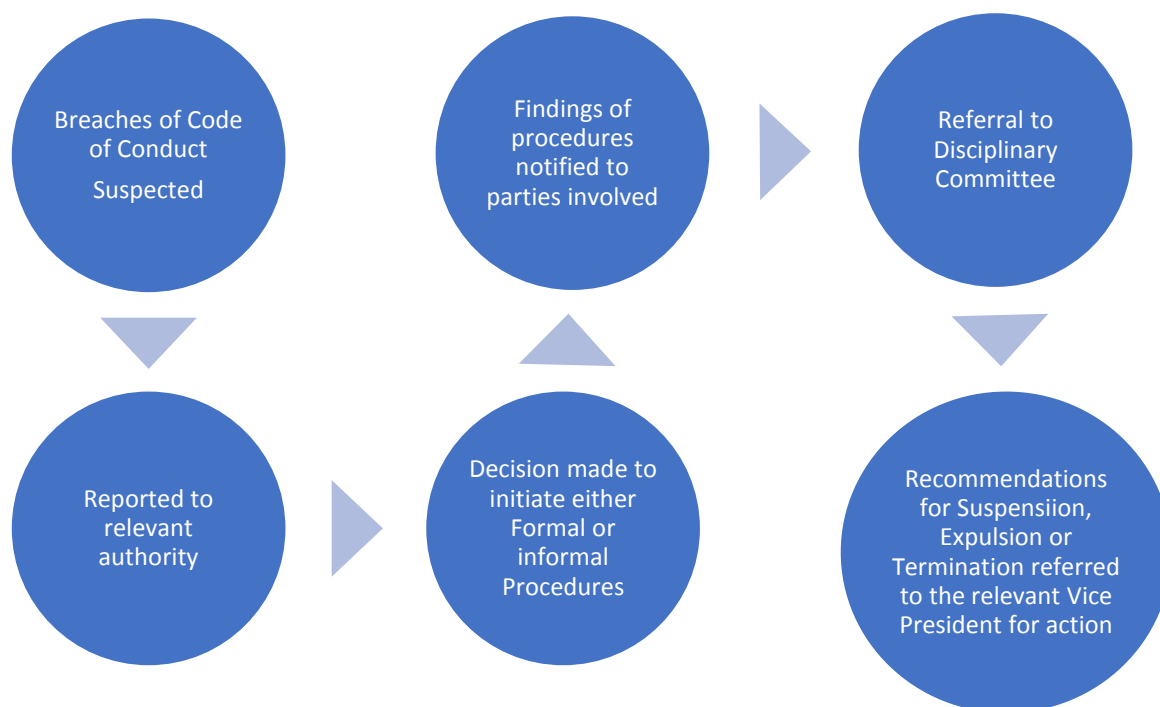 Breaches of Code
of Conduct
Suspected
Reported to
relevant
authority
Decision made to
initiate either
Formal or
informal
Procedures
Findings of
procedures
notified to
parties involved
Referral to
Disciplinary
Committee
Recommendations
for Suspensiion,
Expulsion or
Termination referred
to the relevant Vice
President for action